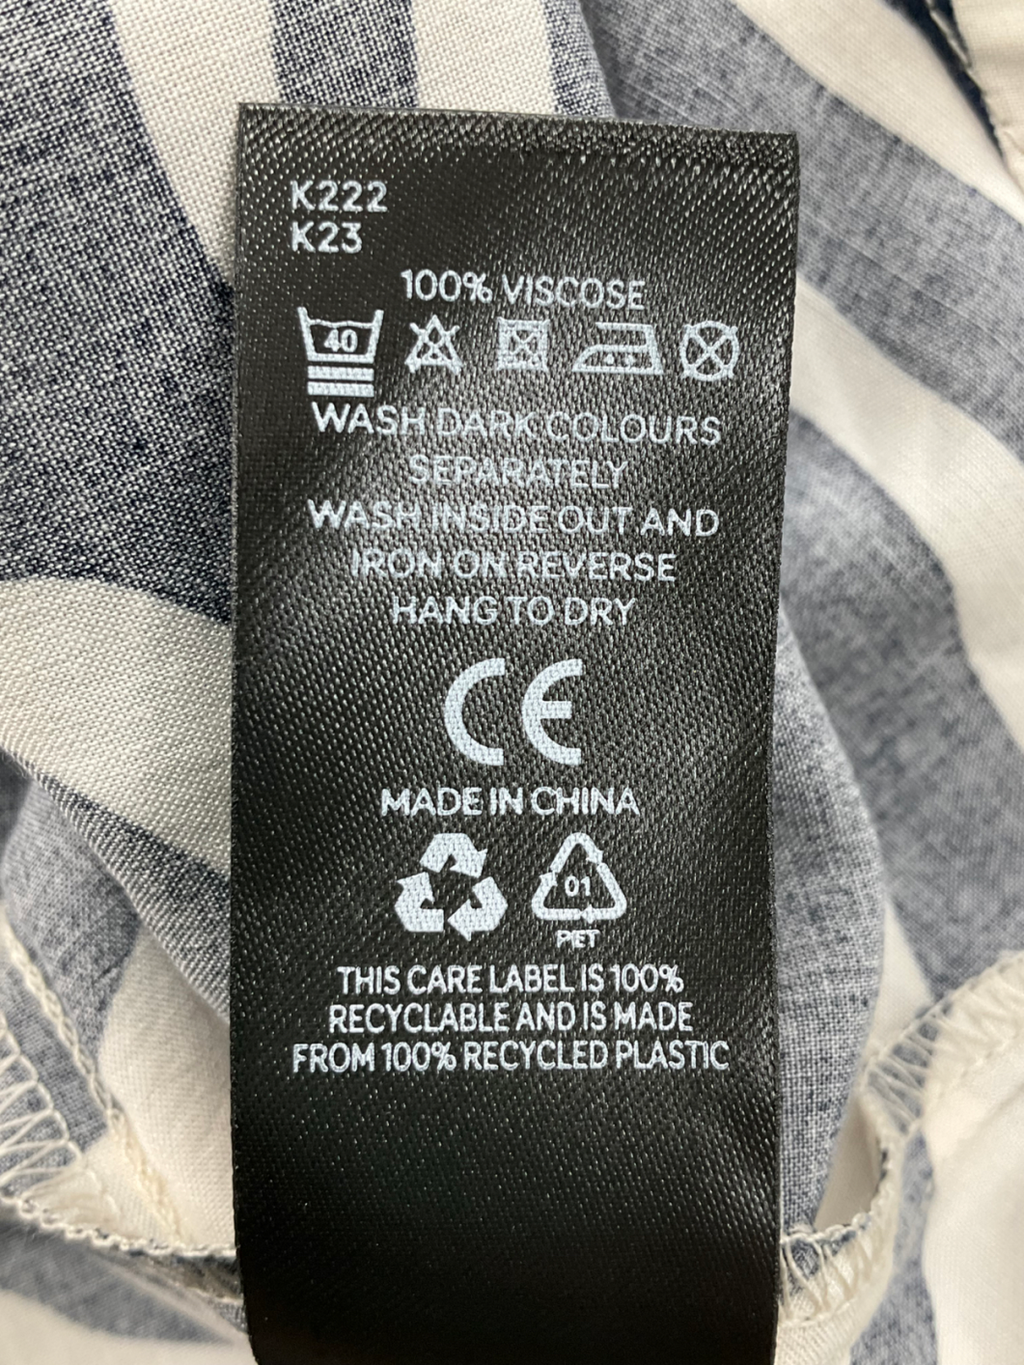 K222
K23
100% VISCOSE
40
WASH DARK COLOURS
SEPARATELY
WASH INSIDE OUT AND
IRON ON REVERSE
HANG TO DRY
CE
MADE IN CHINA
01
PIET
THIS CARE LABEL IS 100%
RECYCLABLE AND IS MADE
FROM 100% RECYCLED PLASTIC